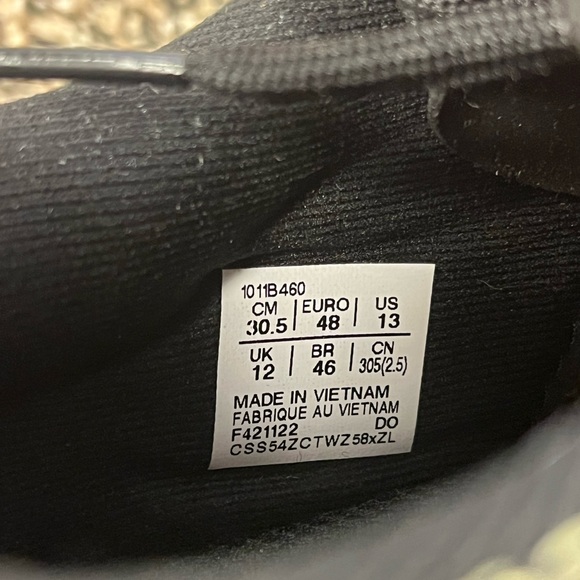 1011B460
CM | EURO | US
30.5 | 48 | 13
UK | BR | CN
12 | 46 | 305(2.5)
MADE IN VIETNAM
FABRIQUE AU VIETNAM
F421122 DO
CSS54ZCTWZ58xZL